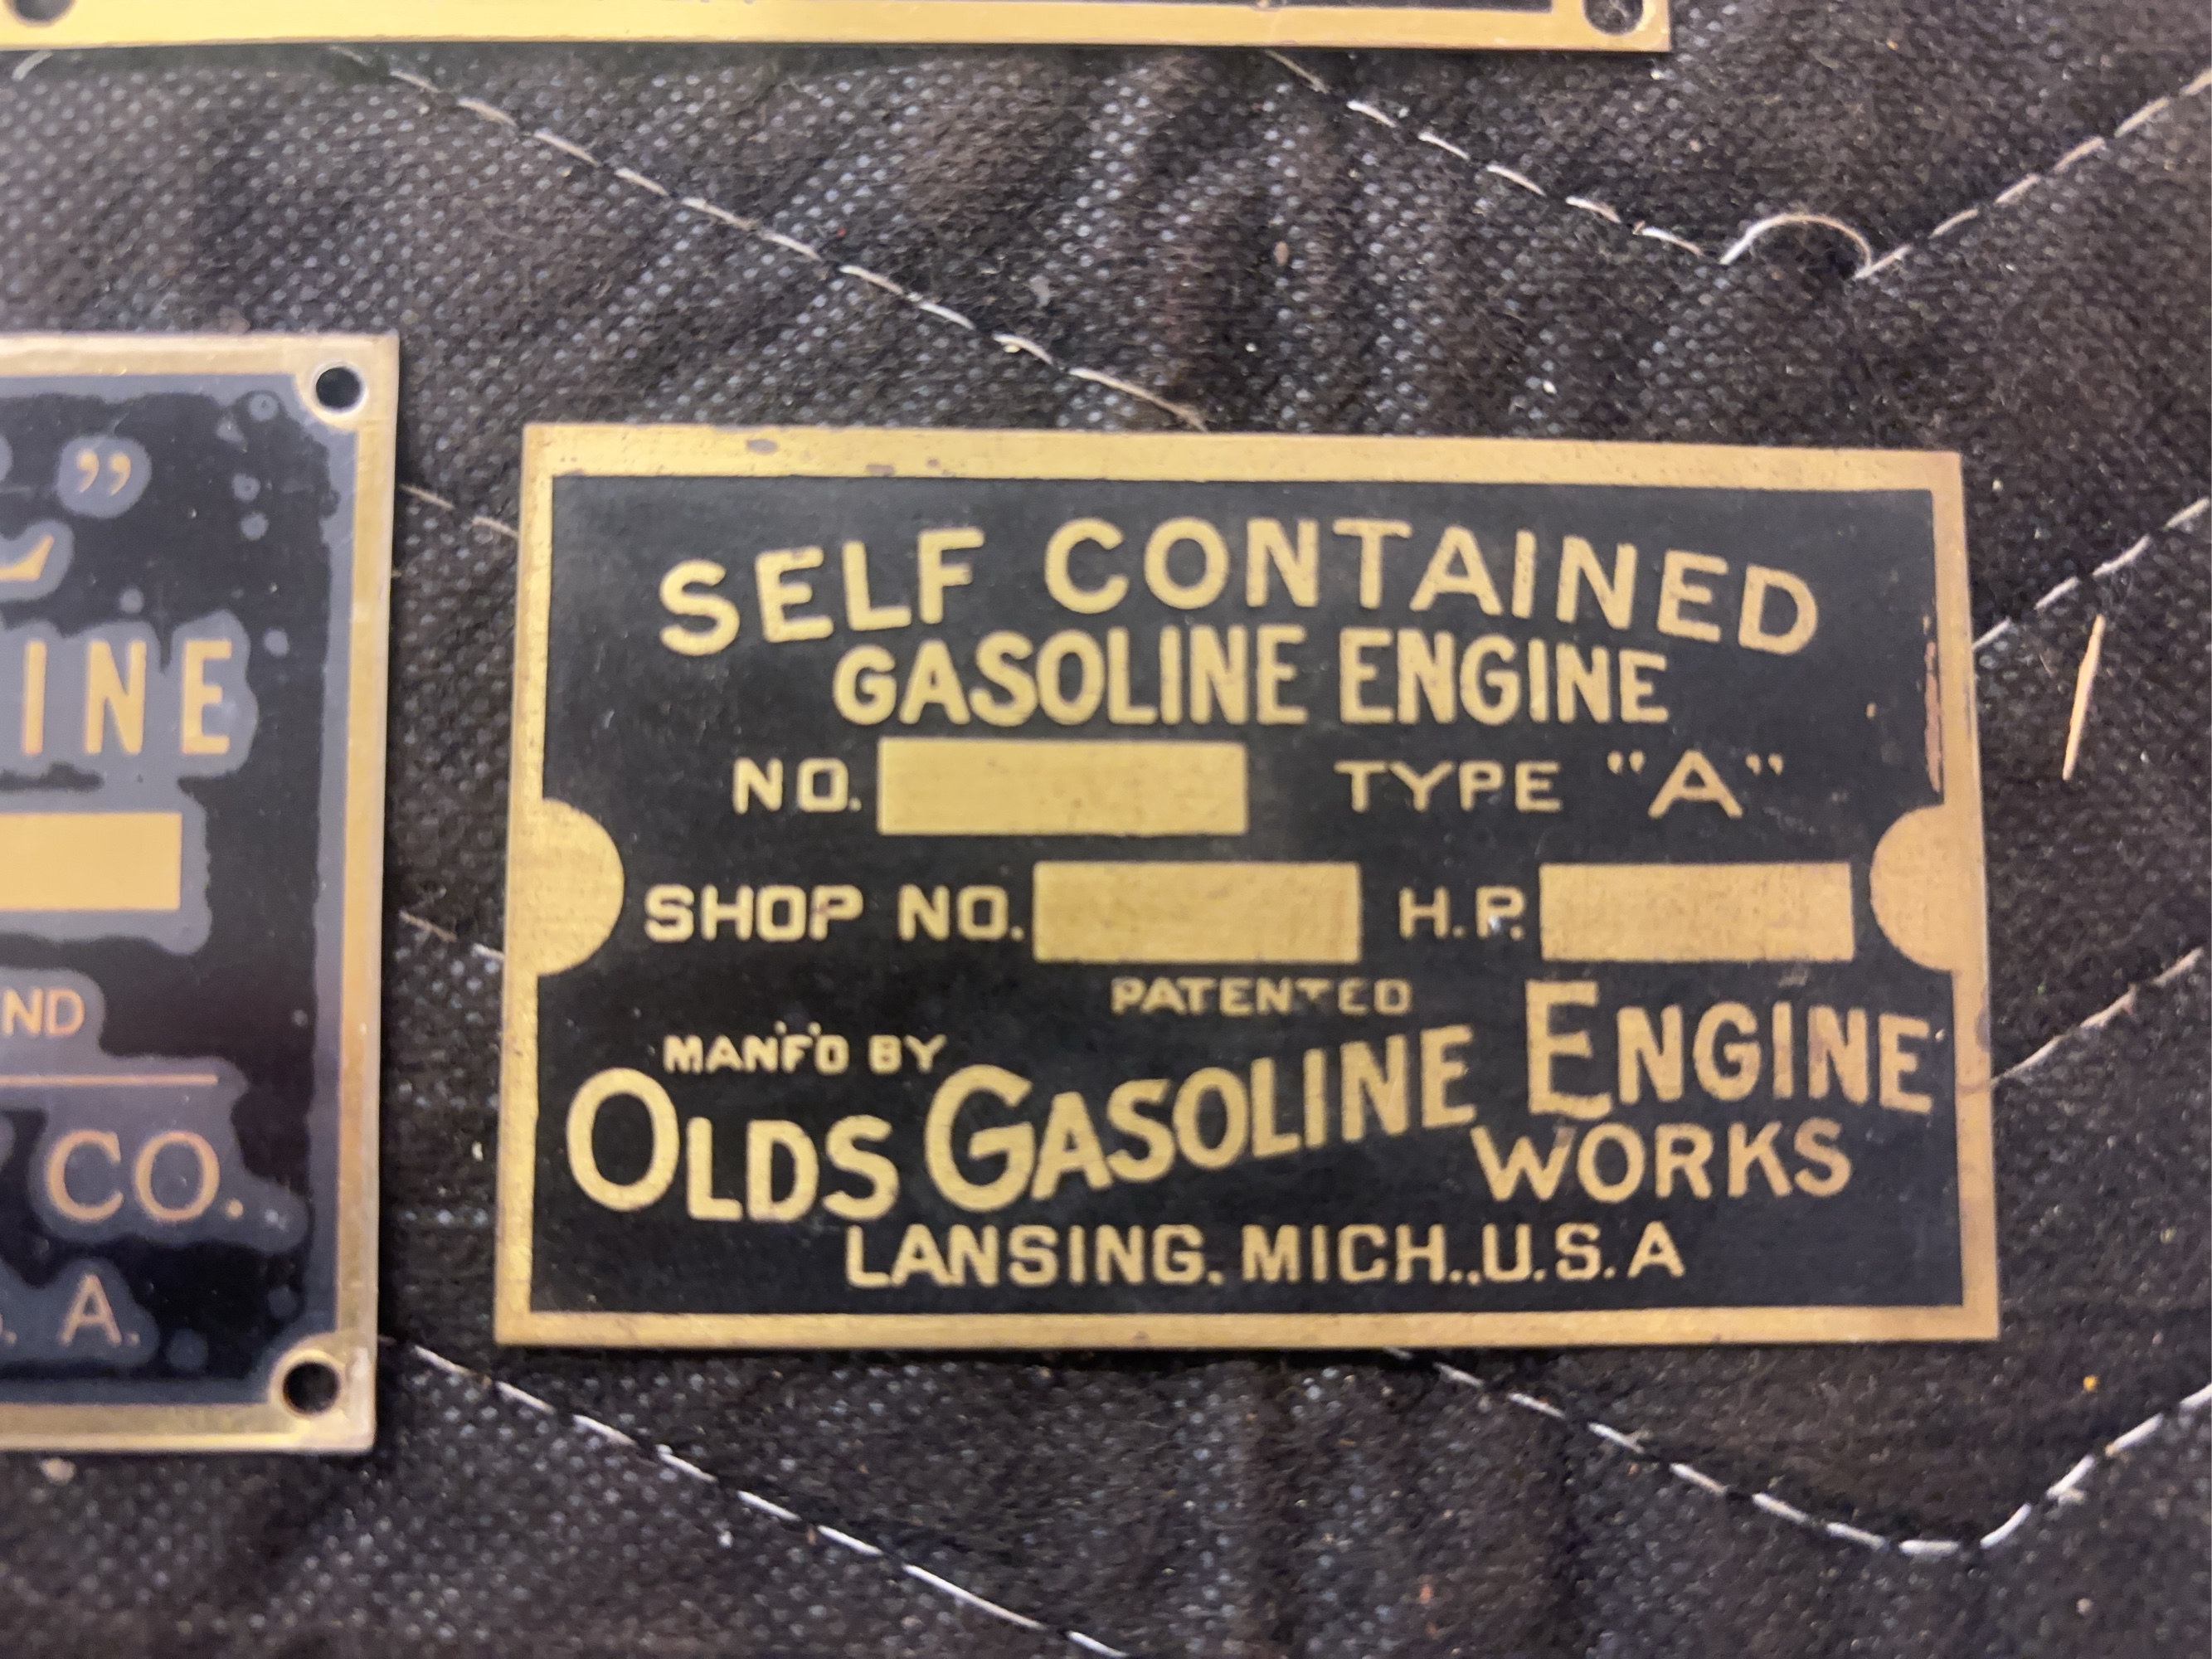 ”
INE
ND
CO.
. A.
SELF CONTAINED
GASOLINE ENGINE
NO. TYPE "A"
SHOP NO. H.P.
PATENTED
MAN'F'D BY
OLDS GASOLINE ENGINE
WORKS
LANSING. MICH.,U.S.A